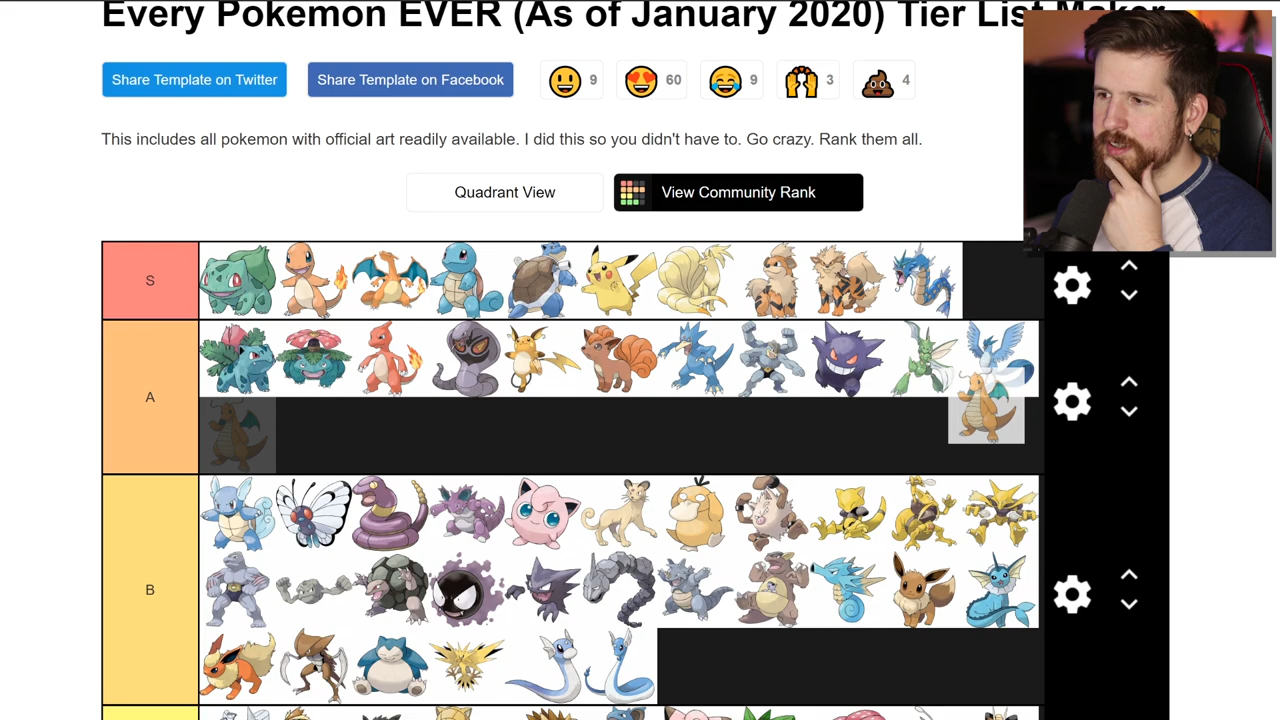 Every Pokemon EVER (As of January 2020) Tier List Maker
Share Template on Twitter
Share Template on Facebook
9
60
9
3
4
This includes all pokemon with official art readily available. I did this so you didn't have to. Go crazy. Rank them all.
Quadrant View
View Community Rank
S
A
B